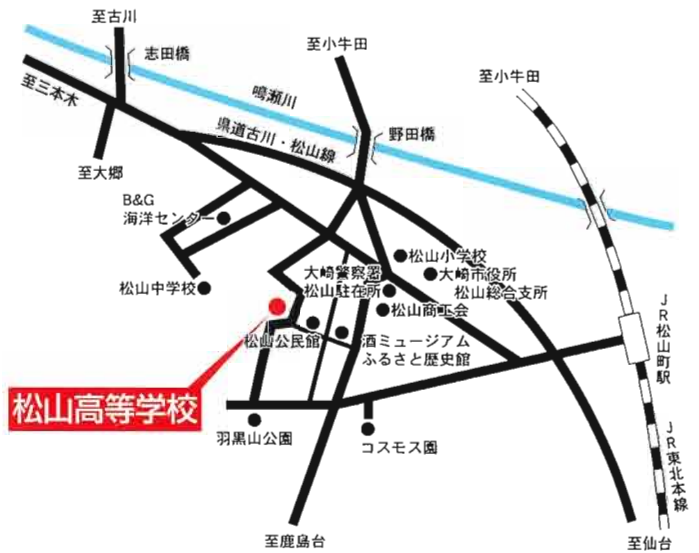 至古川
志田橋
至小牛田
至小牛田
至三本木
鳴瀬川
県道古川・松山線
野田橋
至大郷
B&G
海洋センター
松山小学校
大崎市役所
松山総合支所
大崎警察署
松山駐在所
松山中学校
松山商工会
JR松山町駅
松山公民館
酒ミュージアム
ふるさと歴史館
松山高等学校
羽黒山公園
コスモス園
JR東北本線
至鹿島台
至仙台